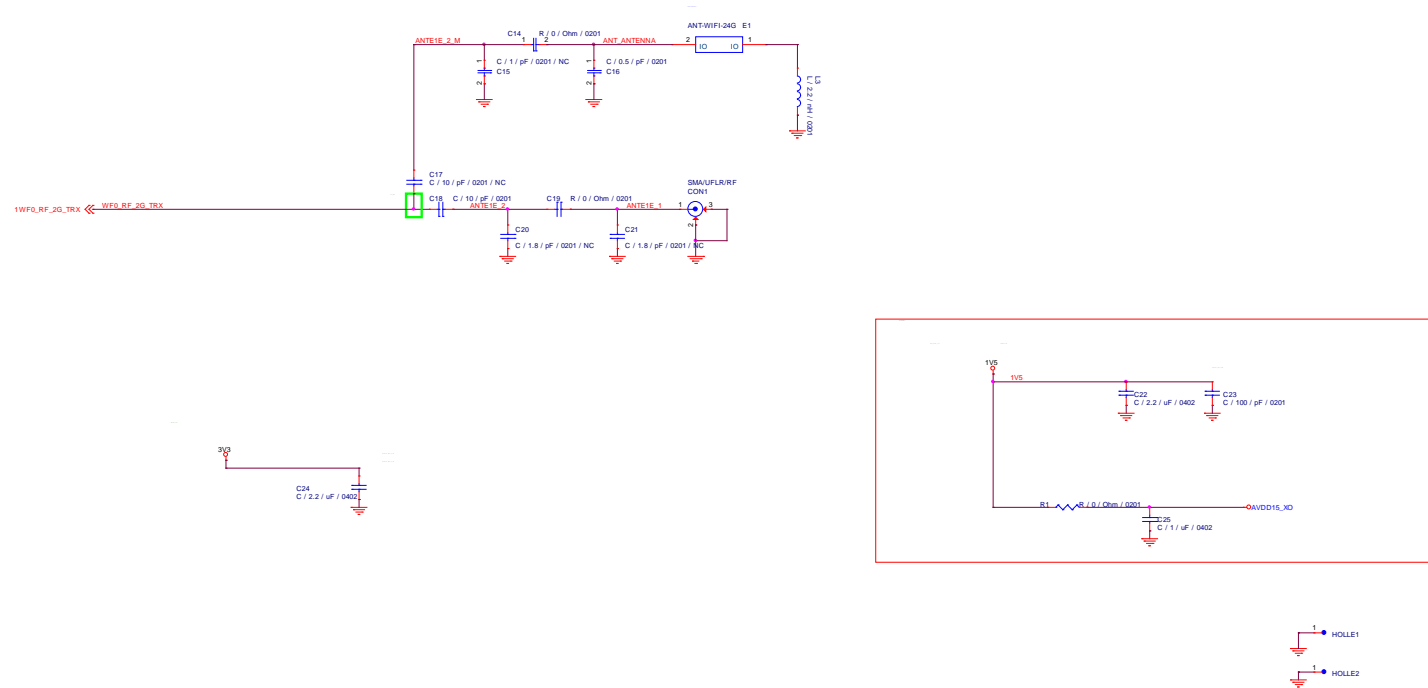 ANT-WIFI-24G E1
C14 R / 0 / Ohm / 0201
ANTE1E_2_M 1 2 ANT_ANTENNA 2 IO IO 1
1 C / 1 / pF / 0201 / NC
C15
2
1 C / 0.5 / pF / 0201
C16
2
L3
L / 2.2 / nH / 0201
C17
C / 10 / pF / 0201 / NC
SMA/UFLR/RF
CON1
1WF0_RF_2G_TRX WF0_RF_2G_TRX
C18 C / 10 / pF / 0201
ANTE1E_2
C19 R / 0 / Ohm / 0201
ANTE1E_1 1 3
2
C20
C / 1.8 / pF / 0201 / NC
C21
C / 1.8 / pF / 0201 / NC
1V5
1V5
C22
C / 2.2 / uF / 0402
C23
C / 100 / pF / 0201
3V3
C24
C / 2.2 / uF / 0402
R1 R / 0 / Ohm / 0201 AVDD15_XO
C25
C / 1 / uF / 0402
1 HOLLE1
1 HOLLE2